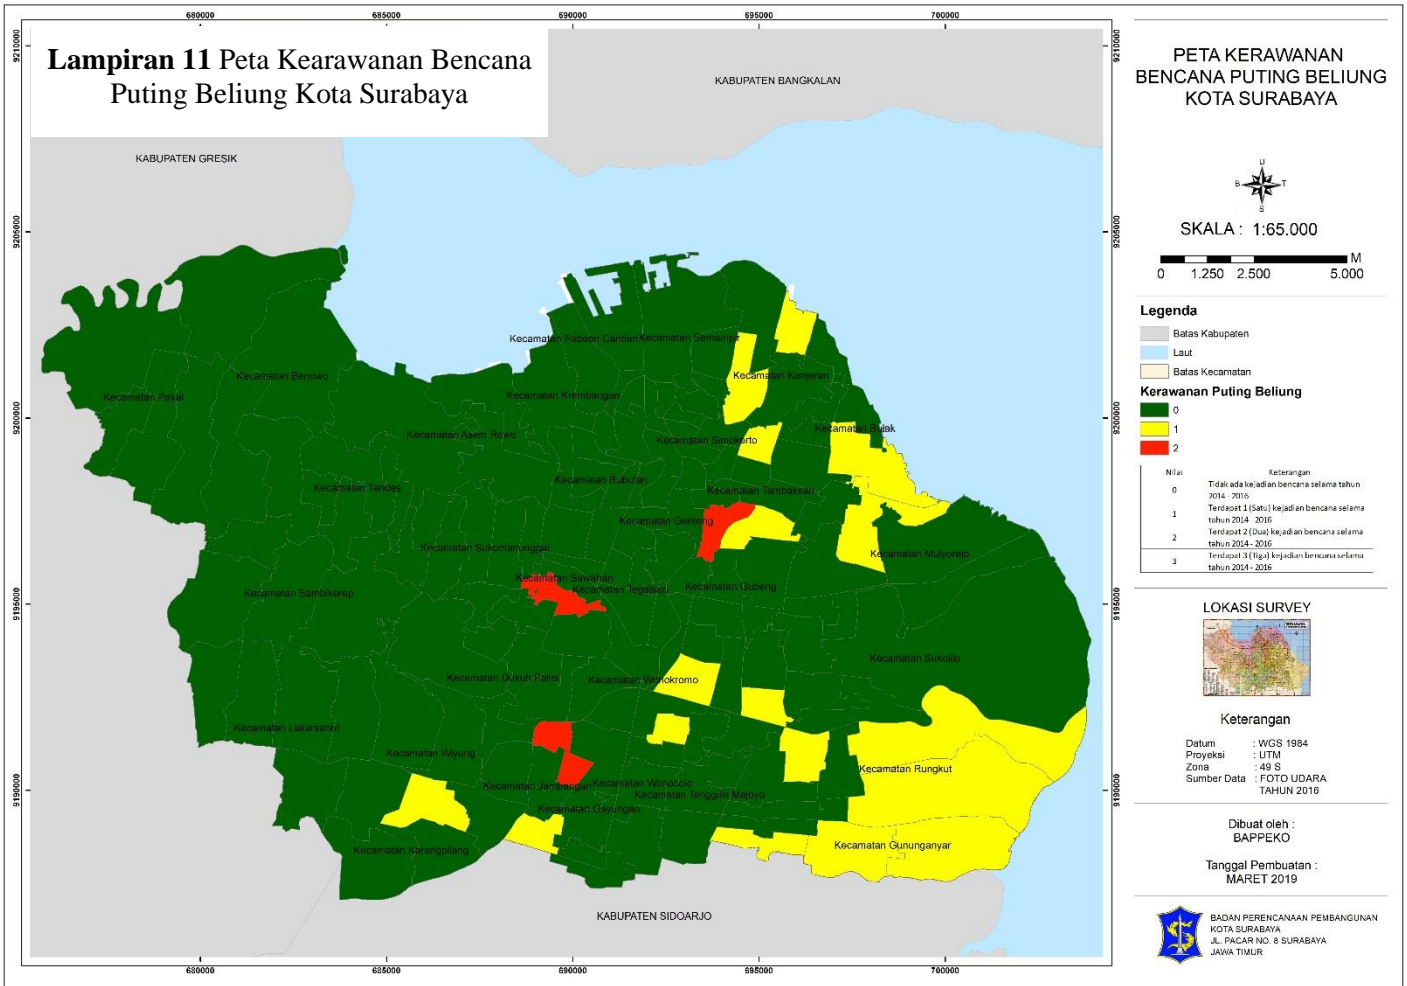 Lampiran 11 Peta Kearawanan Bencana
Puting Beliung Kota Surabaya
680000
685000
690000
695000
700000
9210000
9205000
9200000
9195000
9190000
9210000
9205000
9200000
9195000
9190000
KABUPATEN BANGKALAN
KABUPATEN GRESIK
Kecamatan Pabean Cantian
Kecamatan Semampir
Kecamatan Benowo
Kecamatan Kenjeran
Kecamatan Pakal
Kecamatan Krembangan
Kecamatan Asem Rowo
Kecamatan Simokerto
Kecamatan Bulak
Kecamatan Tandes
Kecamatan Bubutan
Kecamatan Tambaksari
Kecamatan Genteng
Kecamatan Sukomanunggal
Kecamatan Mulyorejo
Kecamatan Sawahan
Kecamatan Tegalsari
Kecamatan Gubeng
Kecamatan Sambikerep
Kecamatan Sukolilo
Kecamatan Dukuh Pakis
Kecamatan Wonokromo
Kecamatan Lakarsantri
Kecamatan Wiyung
Kecamatan Rungkut
Kecamatan Jambangan
Kecamatan Wonocolo
Kecamatan Tenggilis Mejoyo
Kecamatan Gayungan
Kecamatan Karangpilang
Kecamatan Gununganyar
KABUPATEN SIDOARJO
680000
685000
690000
695000
700000
PETA KERAWANAN
BENCANA PUTING BELIUNG
KOTA SURABAYA
U
B T
S
SKALA : 1:65.000
M
0 1.250 2.500 5.000
Legenda
Batas Kabupaten
Laut
Batas Kecamatan
Kerawanan Puting Beliung
0
1
2
Nilai Keterangan
0 Tidak ada kejadian bencana selama tahun
2014 - 2016
1 Terdapat 1 (Satu) kejadian bencana selama
tahun 2014 - 2016
2 Terdapat 2 (Dua) kejadian bencana selama
tahun 2014 - 2016
3 Terdapat 3 (Tiga) kejadian bencana selama
tahun 2014 - 2016
LOKASI SURVEY
Keterangan
Datum : WGS 1984
Proyeksi : UTM
Zona : 49 S
Sumber Data : FOTO UDARA
TAHUN 2016
Dibuat oleh :
BAPPEKO
Tanggal Pembuatan :
MARET 2019
BADAN PERENCANAAN PEMBANGUNAN
KOTA SURABAYA
JL. PACAR NO. 8 SURABAYA
JAWA TIMUR